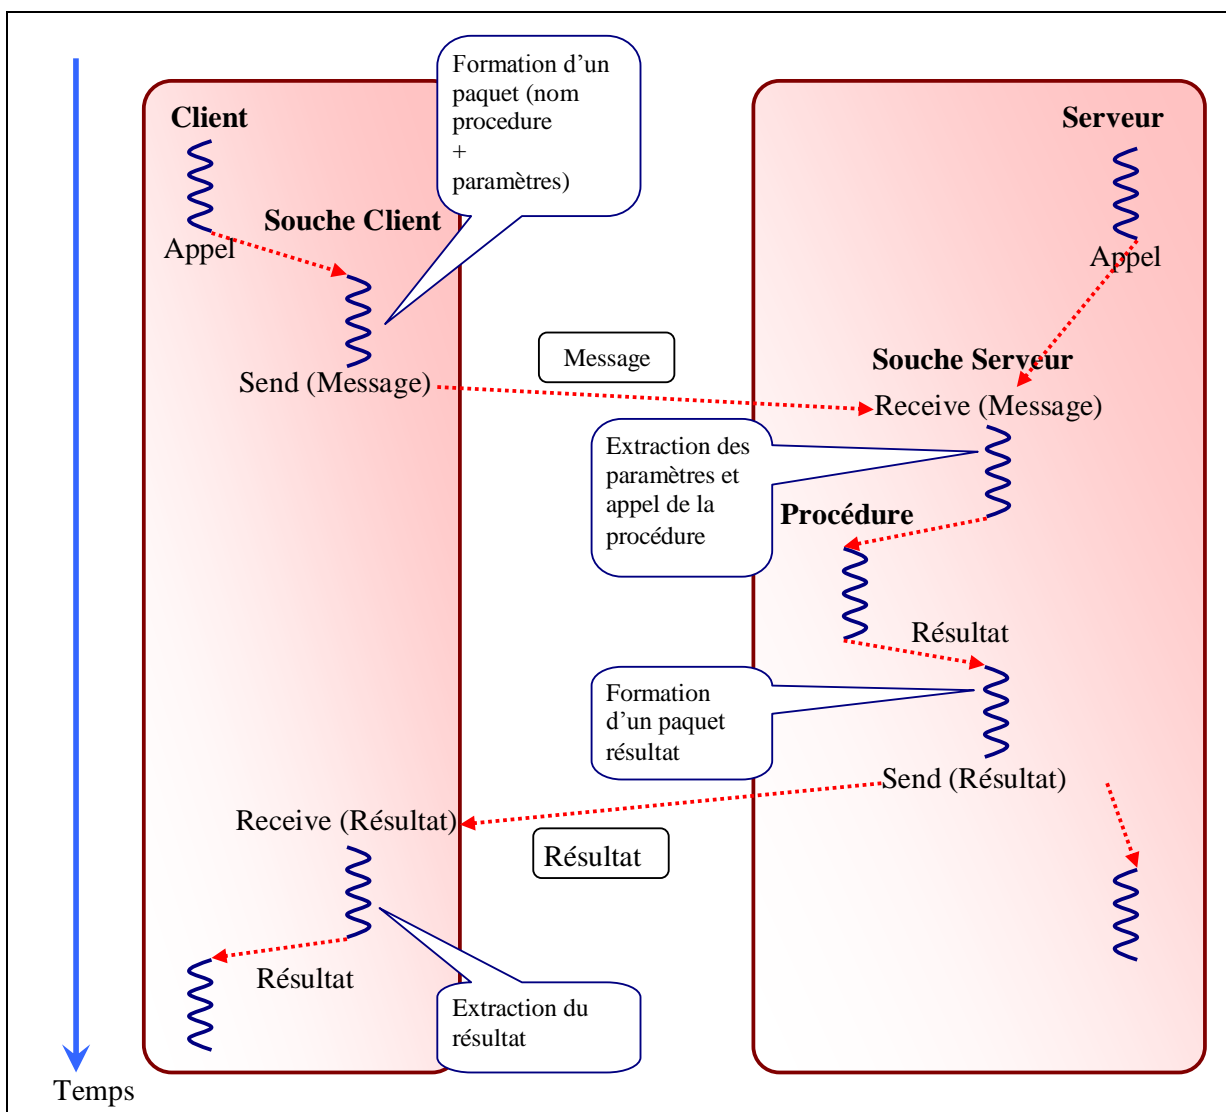 Formation d’un
paquet (nom
procedure
+
paramètres)
Client
Serveur
Souche Client
Appel
Appel
Message
Souche Serveur
Send (Message)
Receive (Message)
Extraction des
paramètres et
appel de la
procédure
Procédure
Résultat
Formation
d’un paquet
résultat
Send (Résultat)
Receive (Résultat)
Résultat
Résultat
Extraction du
résultat
Temps